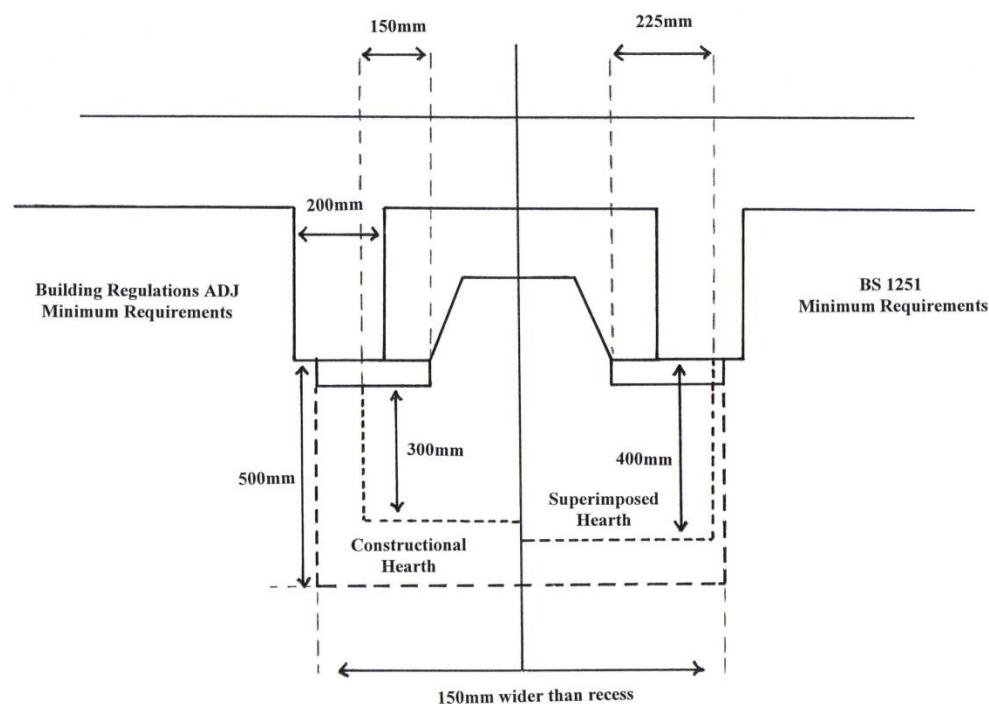 150mm
225mm
200mm
Building Regulations ADJ
Minimum Requirements
BS 1251
Minimum Requirements
300mm
400mm
500mm
Superimposed
Hearth
Constructional
Hearth
150mm wider than recess